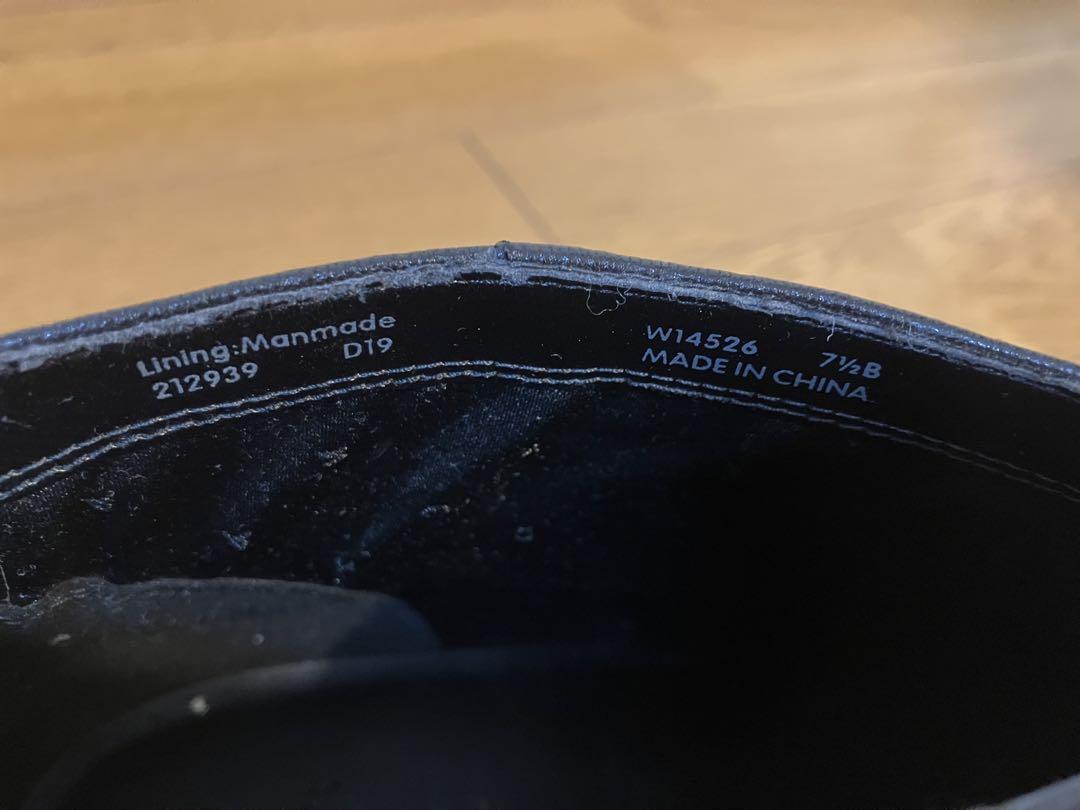 Lining:Manmade
212939 D19
W14526 7½B
MADE IN CHINA